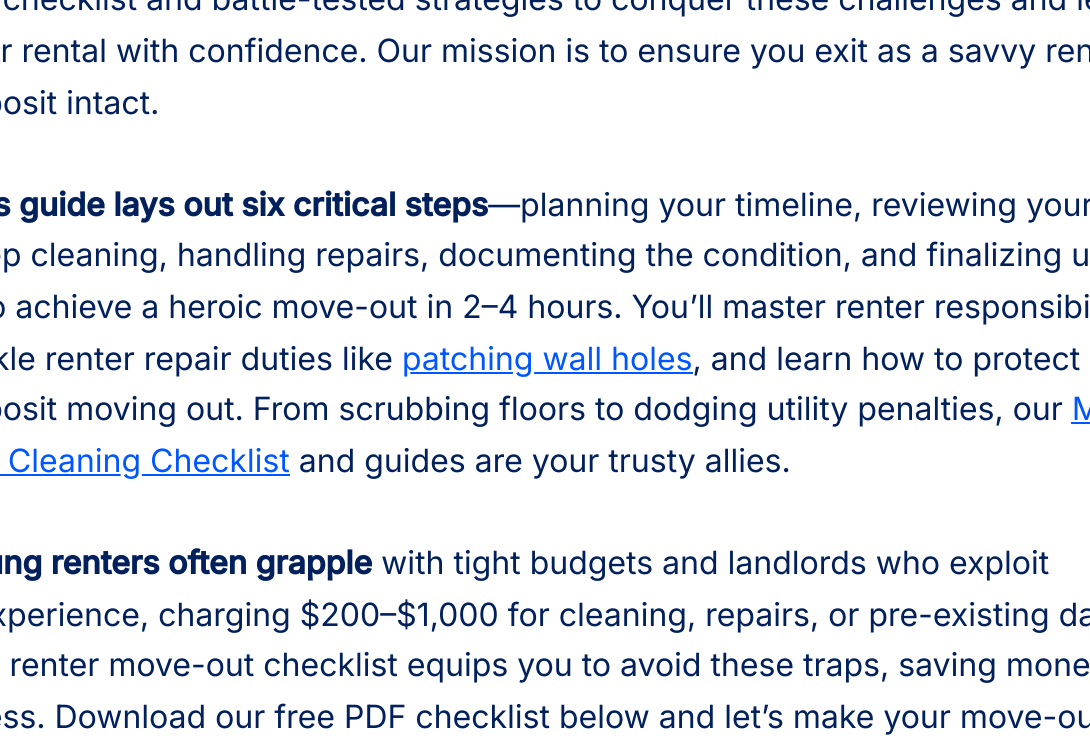 checklist and battle-tested strategies to conquer these challenges and le
r rental with confidence. Our mission is to ensure you exit as a savvy ren
posit intact.
s guide lays out six critical steps—planning your timeline, reviewing your
p cleaning, handling repairs, documenting the condition, and finalizing u
o achieve a heroic move-out in 2–4 hours. You’ll master renter responsibi
kle renter repair duties like patching wall holes, and learn how to protect
posit moving out. From scrubbing floors to dodging utility penalties, our M
Cleaning Checklist and guides are your trusty allies.
ung renters often grapple with tight budgets and landlords who exploit
xperience, charging $200–$1,000 for cleaning, repairs, or pre-existing da
renter move-out checklist equips you to avoid these traps, saving mone
ess. Download our free PDF checklist below and let’s make your move-ou